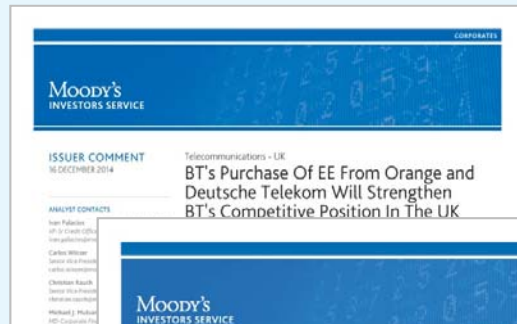 CORPORATES
MOODY'S
INVESTORS SERVICE
ISSUER COMMENT
16 DECEMBER 2014
Telecommunications - UK
BT's Purchase Of EE From Orange and
Deutsche Telekom Will Strengthen
BT's Competitive Position In The UK
ANALYST CONTACTS
Ivan Palacios
Carlos Winzer
Christian Rauch
MOODY'S
INVESTORS SERVICE